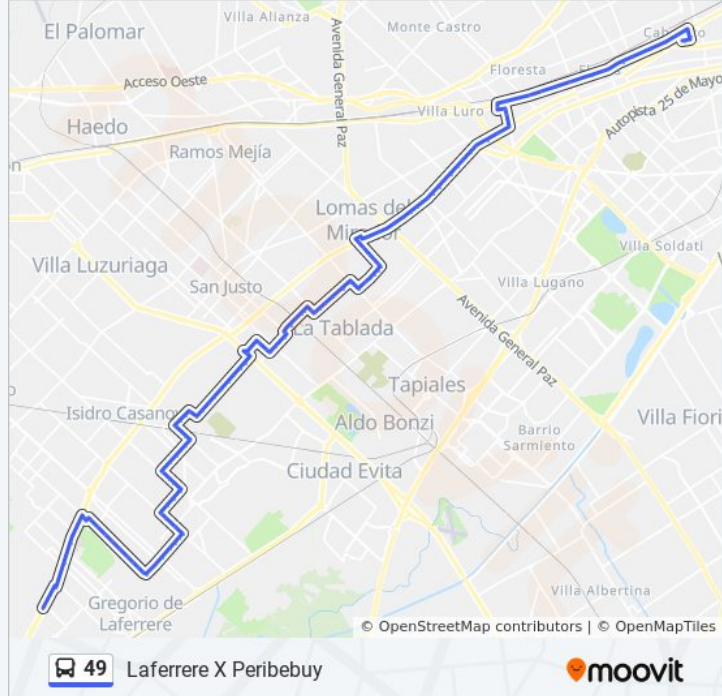 El Palomar
Villa Alianza
Monte Castro
Caballito
Avenida General Paz
Acceso Oeste
Floresta
Flores
Autopista 25 de Mayo
Villa Luro
Haedo
Ramos Mejía
Lomas del
Mirador
Villa Soldati
Villa Luzuriaga
San Justo
Villa Lugano
La Tablada
Avenida General Paz
Tapiales
Isidro Casanova
Aldo Bonzi
Villa Fiori
Barrio
Sarmiento
Ciudad Evita
Villa Albertina
Gregorio de
Laferrere
© OpenStreetMap contributors | © OpenMapTiles
49 Laferrere X Peribebuy
moovit